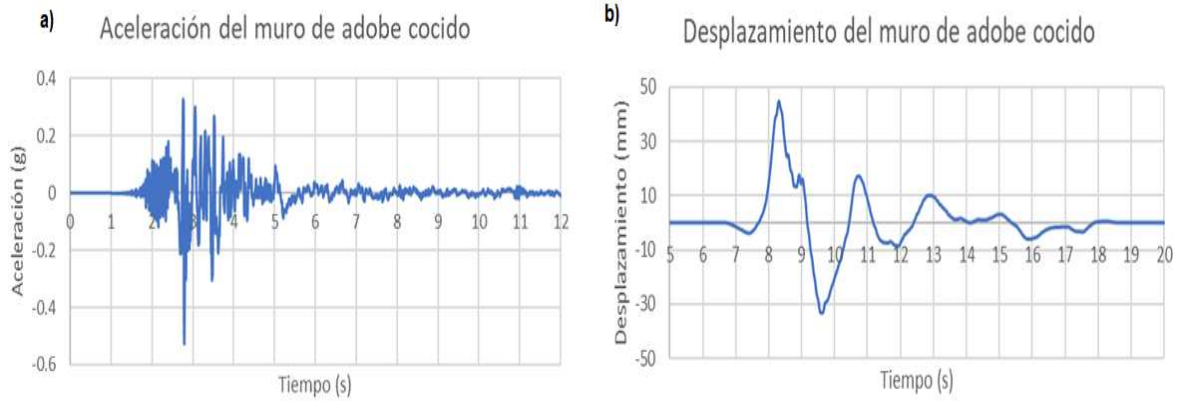 a)
Aceleración del muro de adobe cocido
0.4
0.2
0
-0.2
-0.4
-0.6
0 1 2 3 4 5 6 7 8 9 10 11 12
Aceleración (g)
Tiempo (s)
b)
Desplazamiento del muro de adobe cocido
50
30
10
-10
-30
-50
5 6 7 8 9 10 11 12 13 14 15 16 17 18 19 20
Desplazamiento (mm)
Tiempo (s)